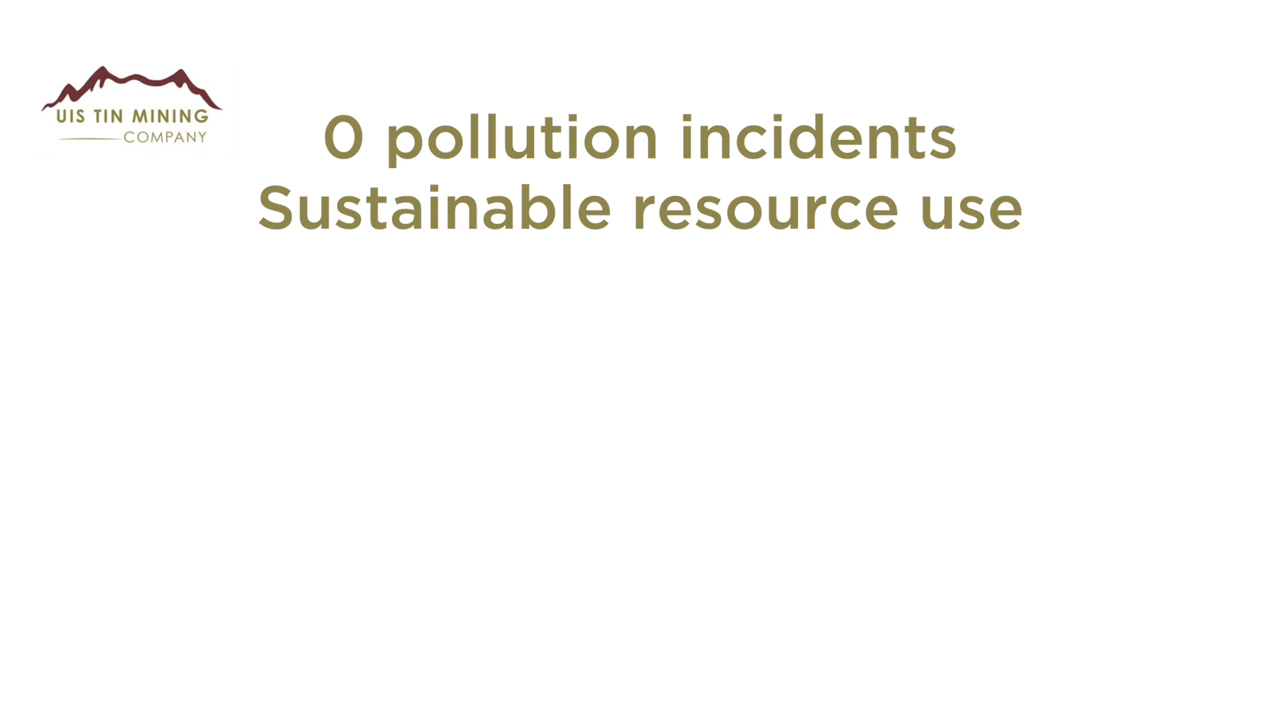 UIS TIN MINING
COMPANY
0 pollution incidents
Sustainable resource use